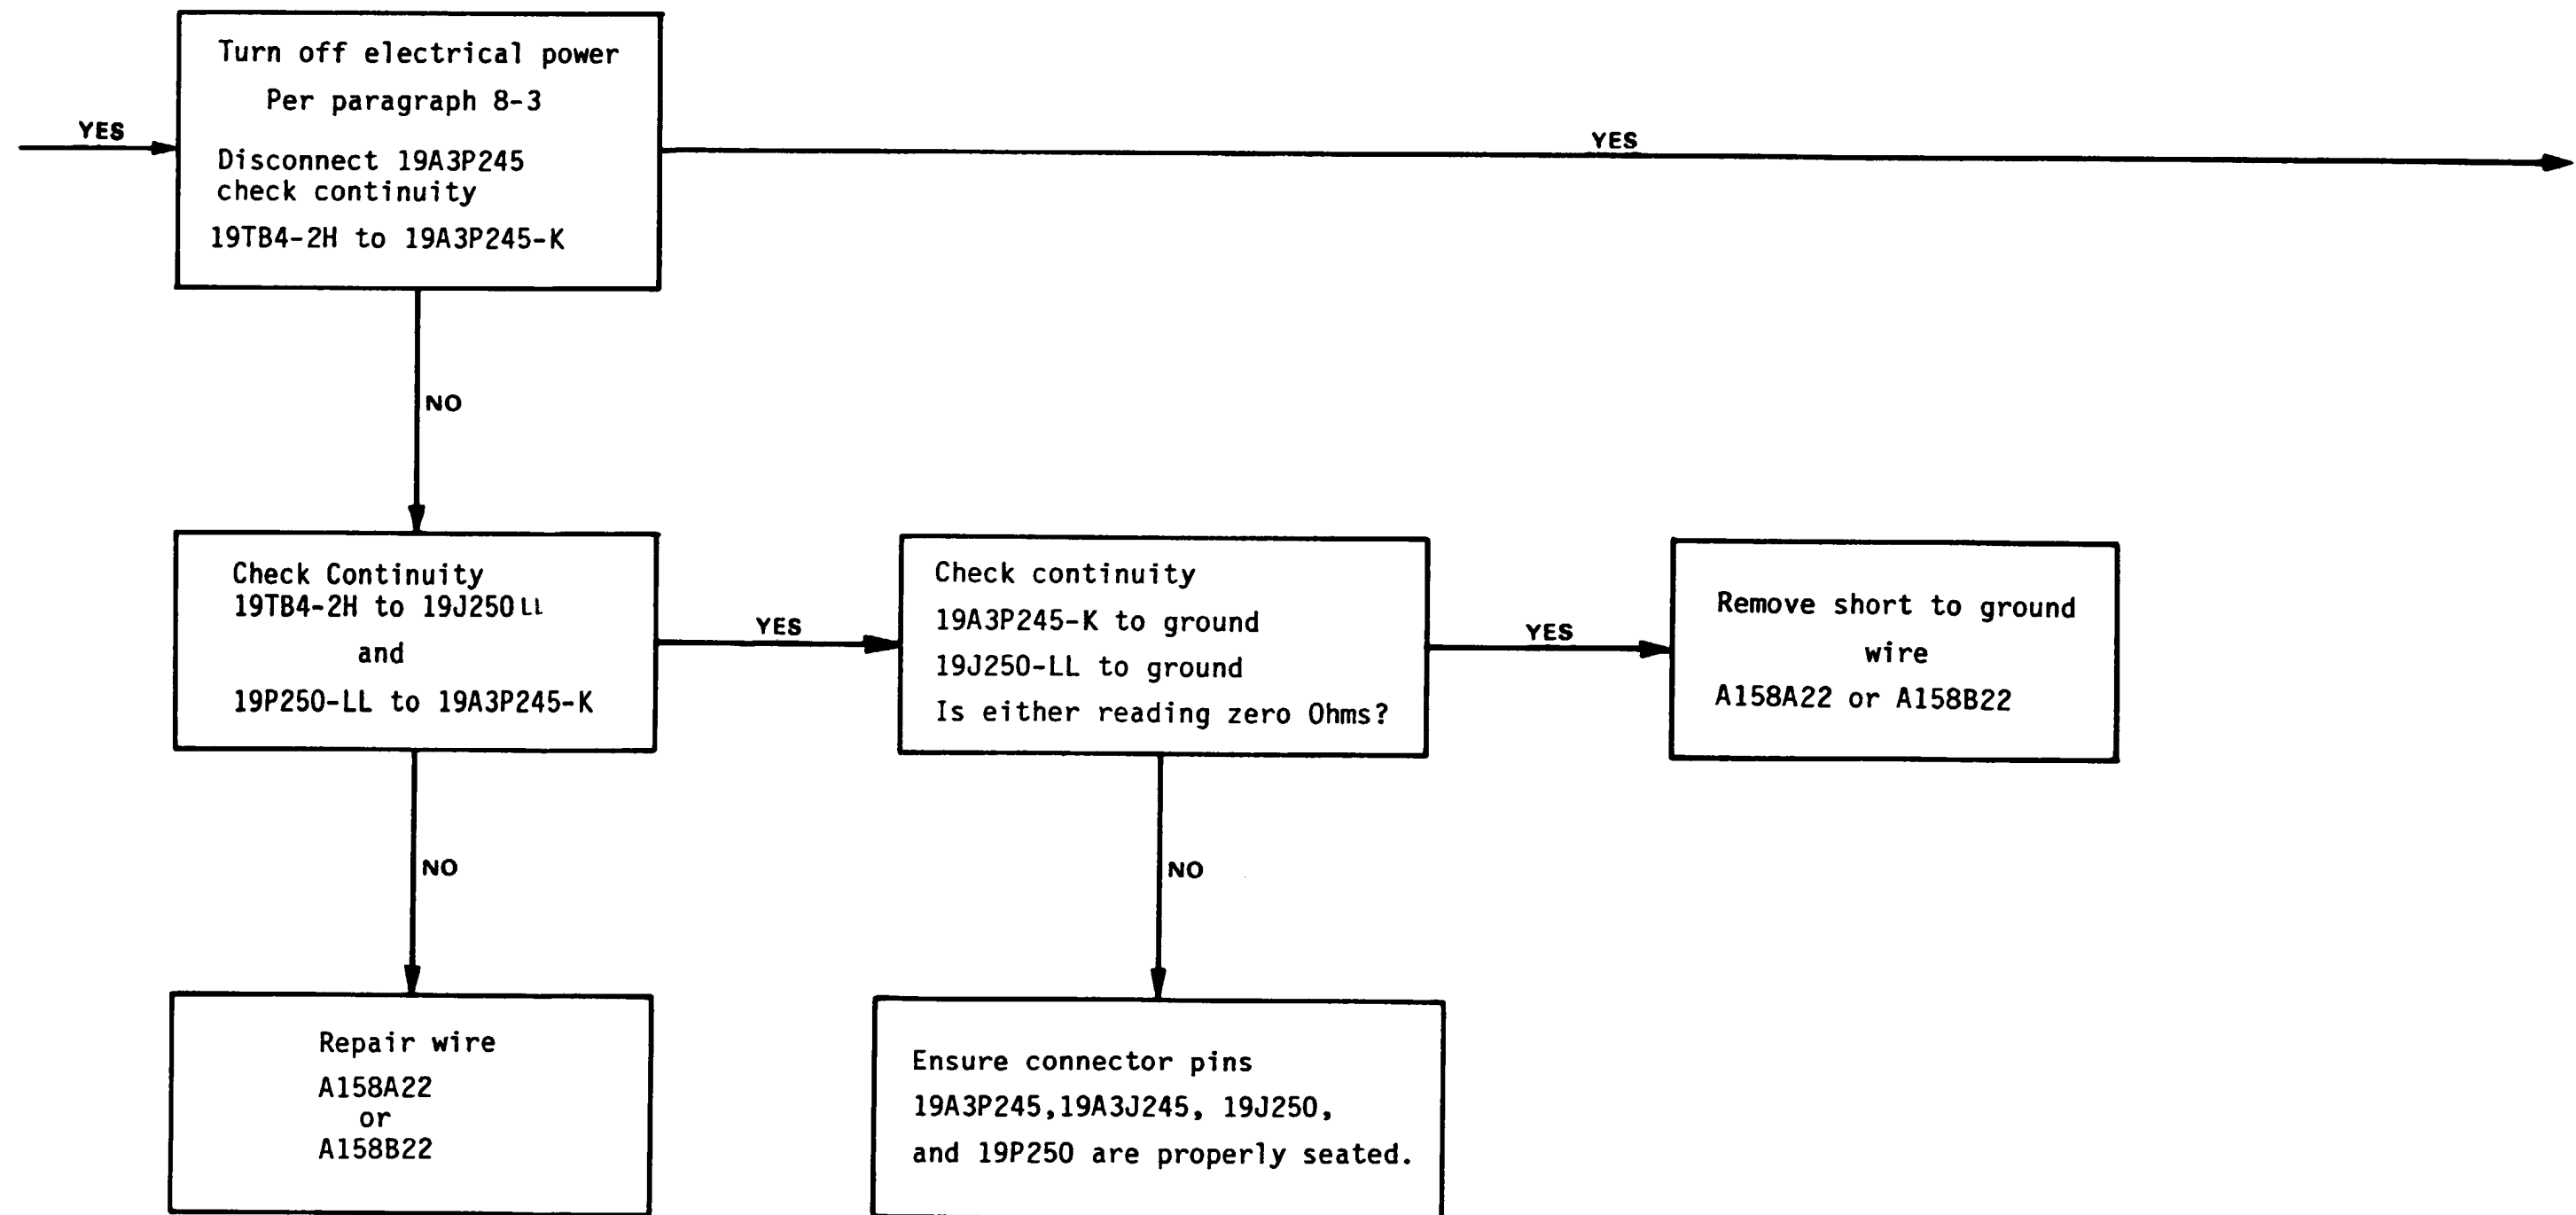 Turn off electrical power
Per paragraph 8-3
YES
YES
Disconnect 19A3P245
check continuity
19TB4-2H to 19A3P245-K
NO
Check Continuity
19TB4-2H to 19J250LL
and
19P250-LL to 19A3P245-K
YES
Check continuity
19A3P245-K to ground
19J250-LL to ground
Is either reading zero Ohms?
YES
Remove short to ground
wire
A158A22 or A158B22
NO
NO
Repair wire
A158A22
or
A158B22
Ensure connector pins
19A3P245,19A3J245, 19J250,
and 19P250 are properly seated.